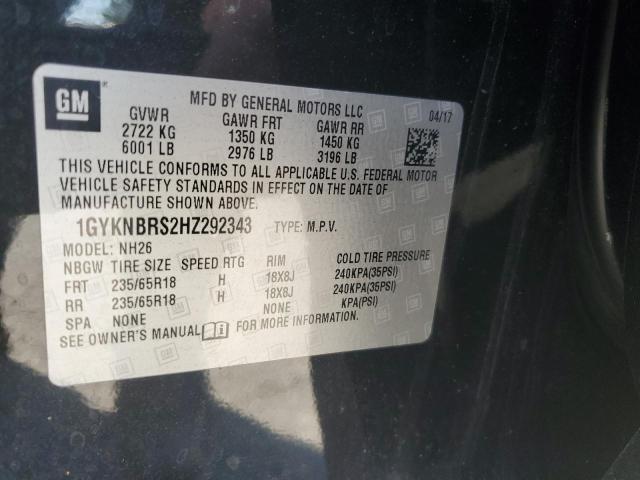 GM
MFD BY GENERAL MOTORS LLC
04/17
GVWR GAWR FRT GAWR RR
2722 KG 1350 KG 1450 KG
6001 LB 2976 LB 3196 LB
THIS VEHICLE CONFORMS TO ALL APPLICABLE U.S. FEDERAL MOTOR
VEHICLE SAFETY STANDARDS IN EFFECT ON THE DATE OF
MANUFACTURE SHOWN ABOVE.
1GYKNBRS2HZ292343 TYPE: M.P.V.
MODEL: NH26
NBGW TIRE SIZE SPEED RTG RIM COLD TIRE PRESSURE
FRT 235/65R18 H 18X8J 240KPA(35PSI)
RR 235/65R18 H 18X8J 240KPA(35PSI)
SPA NONE NONE KPA(PSI)
SEE OWNER'S MANUAL FOR MORE INFORMATION.